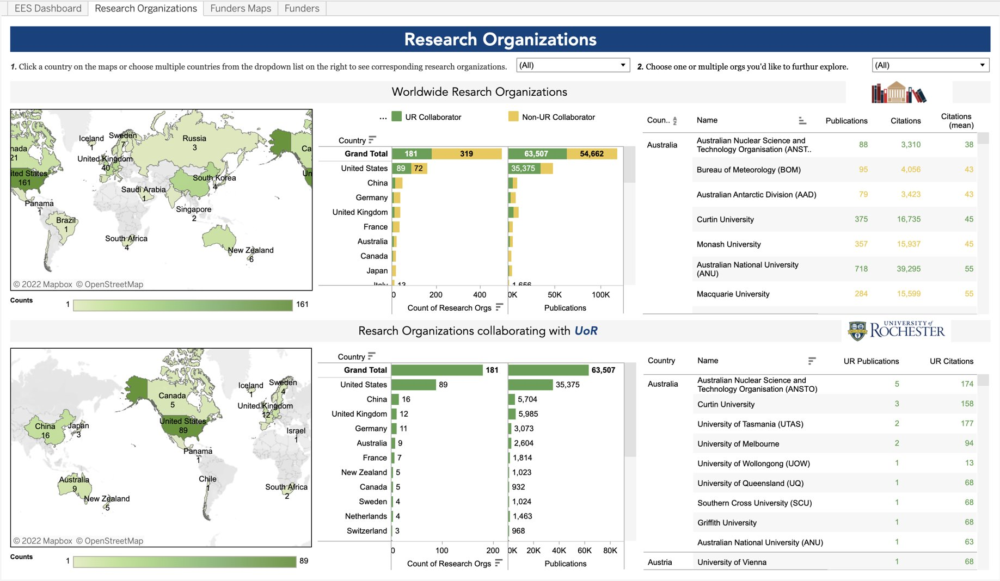 EES Dashboard
Research Organizations
Funders Maps
Funders
Research Organizations
1. Click a country on the maps or choose multiple countries from the dropdown list on the right to see corresponding research organizations.
(All)
2. Choose one or multiple orgs you'd like to furthur explore.
(All)
Worldwide Resarch Organizations
Iceland
1
Sweden
7
Russia
3
nada
21
Ca
United Kingdom
40
ited States
161
Un
South Korea
4
Saudi Arabia
1
Panama
1
Singapore
2
Brazil
1
South Africa
4
New Zealand
6
© 2022 Mapbox © OpenStreetMap
Counts
1
161
... UR Collaborator Non-UR Collaborator
Country
Grand Total 181 319 63,507 54,662
United States 89 72 35,375
China
Germany
United Kingdom
France
Australia
Canada
Japan
Italy 13 1,656
0 200 400 0K 50K 100K
Count of Research Orgs Publications
Coun.. Name Publications Citations Citations (mean)
Australia Australian Nuclear Science and Technology Organisation (ANST.. 88 3,310 38
Bureau of Meteorology (BOM) 95 4,056 43
Australian Antarctic Division (AAD) 79 3,423 43
Curtin University 375 16,735 45
Monash University 357 15,937 45
Australian National University (ANU) 718 39,295 55
Macquarie University 284 15,599 55
Resarch Organizations collaborating with UoR
MELIORA
UNIVERSITY of
ROCHESTER
Iceland
1
Sweden
4
Canada
5
United Kingdom
12
United States
89
China
16
Japan
3
Israel
1
Panama
1
Australia
9
Chile
1
South Africa
2
New Zealand
5
© 2022 Mapbox © OpenStreetMap
Counts
1
89
Country
Grand Total 181 63,507
United States 89 35,375
China 16 5,704
United Kingdom 12 5,985
Germany 11 3,073
Australia 9 2,604
France 7 1,814
New Zealand 5 1,023
Canada 5 932
Sweden 4 1,024
Netherlands 4 1,463
Switzerland 3 968
0 100 200 0K 20K 40K 60K 80K
Count of Research Orgs Publications
Country Name UR Publications UR Citations
Australia Australian Nuclear Science and Technology Organisation (ANSTO) 5 174
Curtin University 3 158
University of Tasmania (UTAS) 2 177
University of Melbourne 2 94
University of Wollongong (UOW) 1 13
University of Queensland (UQ) 1 68
Southern Cross University (SCU) 1 68
Griffith University 1 68
Australian National University (ANU) 1 63
Austria University of Vienna 1 68